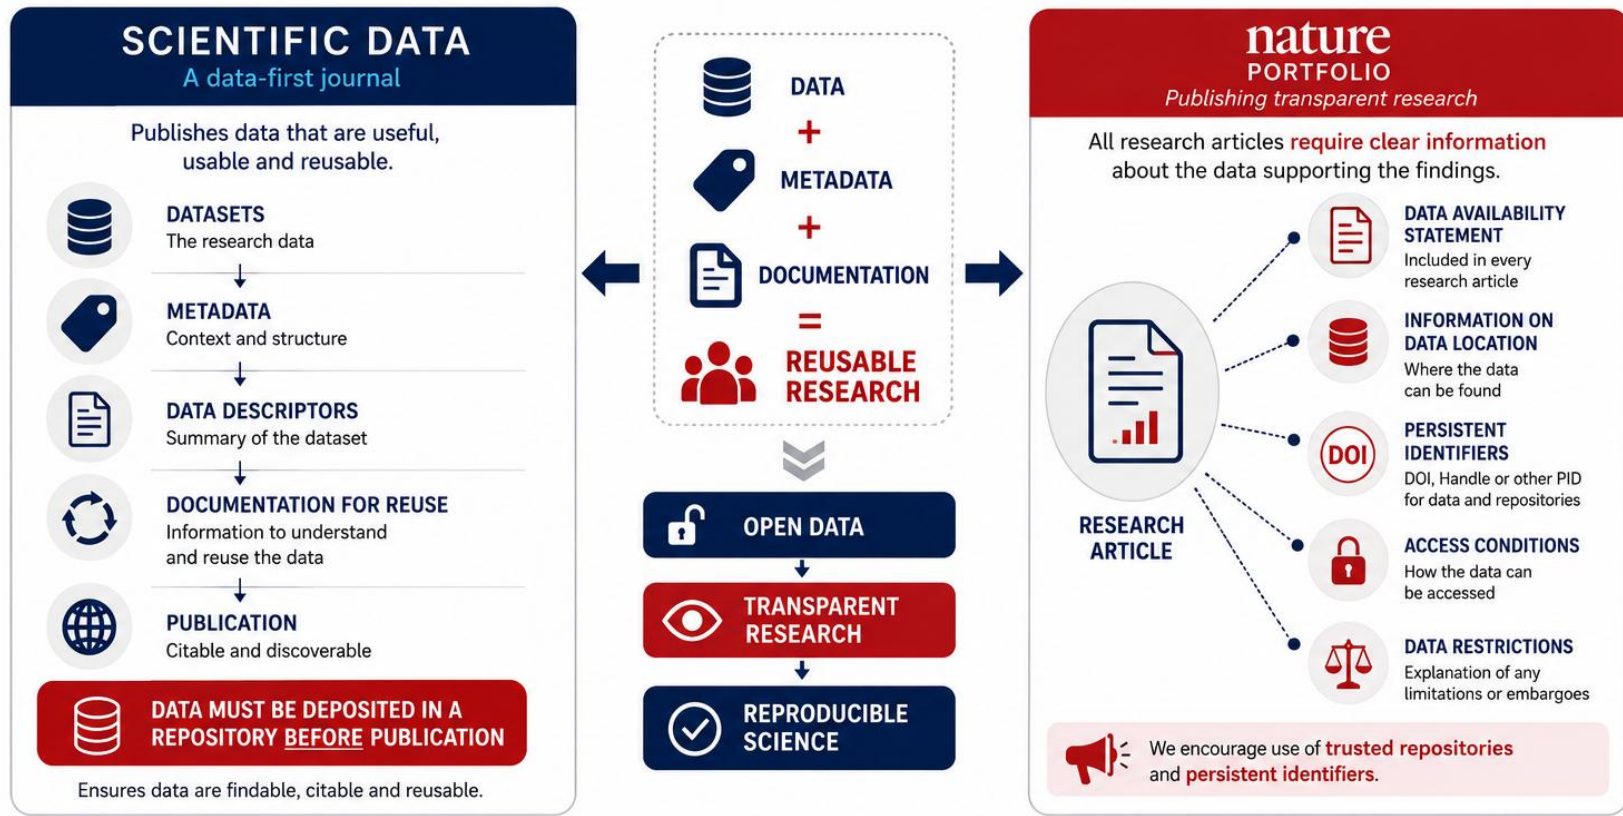 SCIENTIFIC DATA
A data-first journal
Publishes data that are useful,
usable and reusable.
DATASETS
The research data
METADATA
Context and structure
DATA DESCRIPTORS
Summary of the dataset
DOCUMENTATION FOR REUSE
Information to understand
and reuse the data
PUBLICATION
Citable and discoverable
DATA MUST BE DEPOSITED IN A
REPOSITORY BEFORE PUBLICATION
Ensures data are findable, citable and reusable.
DATA
+
METADATA
+
DOCUMENTATION
=
REUSABLE
RESEARCH
OPEN DATA
TRANSPARENT
RESEARCH
REPRODUCIBLE
SCIENCE
nature
PORTFOLIO
Publishing transparent research
All research articles require clear information
about the data supporting the findings.
RESEARCH
ARTICLE
DATA AVAILABILITY
STATEMENT
Included in every
research article
INFORMATION ON
DATA LOCATION
Where the data
can be found
DOI
PERSISTENT
IDENTIFIERS
DOI, Handle or other PID
for data and repositories
ACCESS CONDITIONS
How the data can
be accessed
DATA RESTRICTIONS
Explanation of any
limitations or embargoes
We encourage use of trusted repositories
and persistent identifiers.